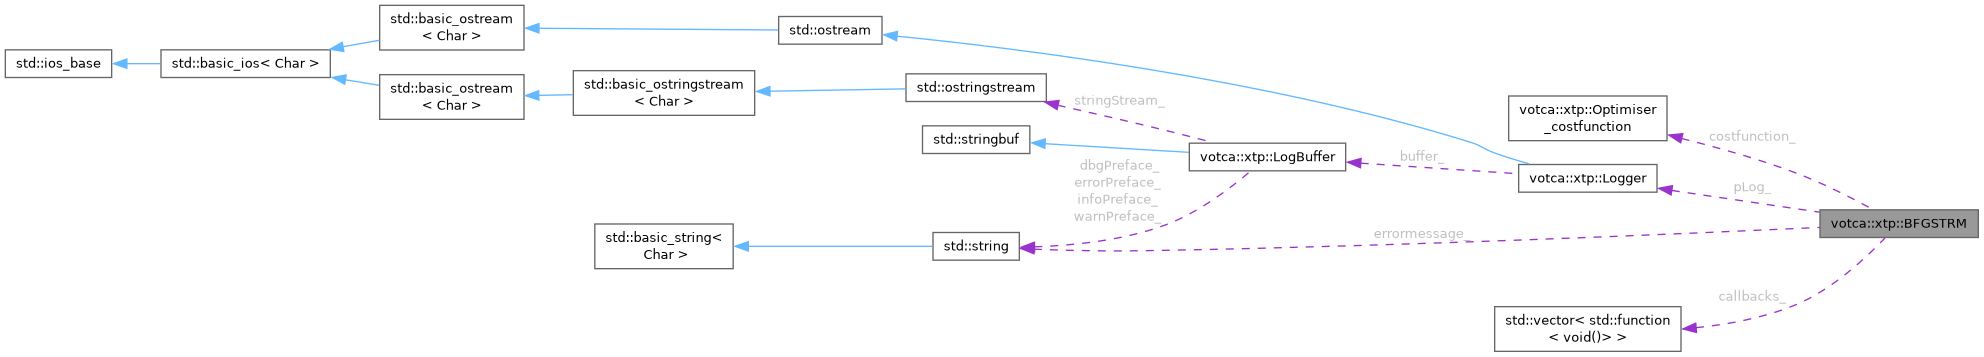 std::ios_base
std::basic_ios< Char >
std::basic_ostream
< Char >
std::basic_ostream
< Char >
std::basic_ostringstream
< Char >
std::basic_string<
Char >
std::ostream
std::ostringstream
std::stringbuf
std::string
stringStream_
dbgPreface_
errorPreface_
infoPreface_
warnPreface_
votca::xtp::LogBuffer
buffer_
errormessage_
votca::xtp::Optimiser
_costfunction
votca::xtp::Logger
std::vector< std::function
< void()> >
costfunction_
pLog_
callbacks_
votca::xtp::BFGSTRM